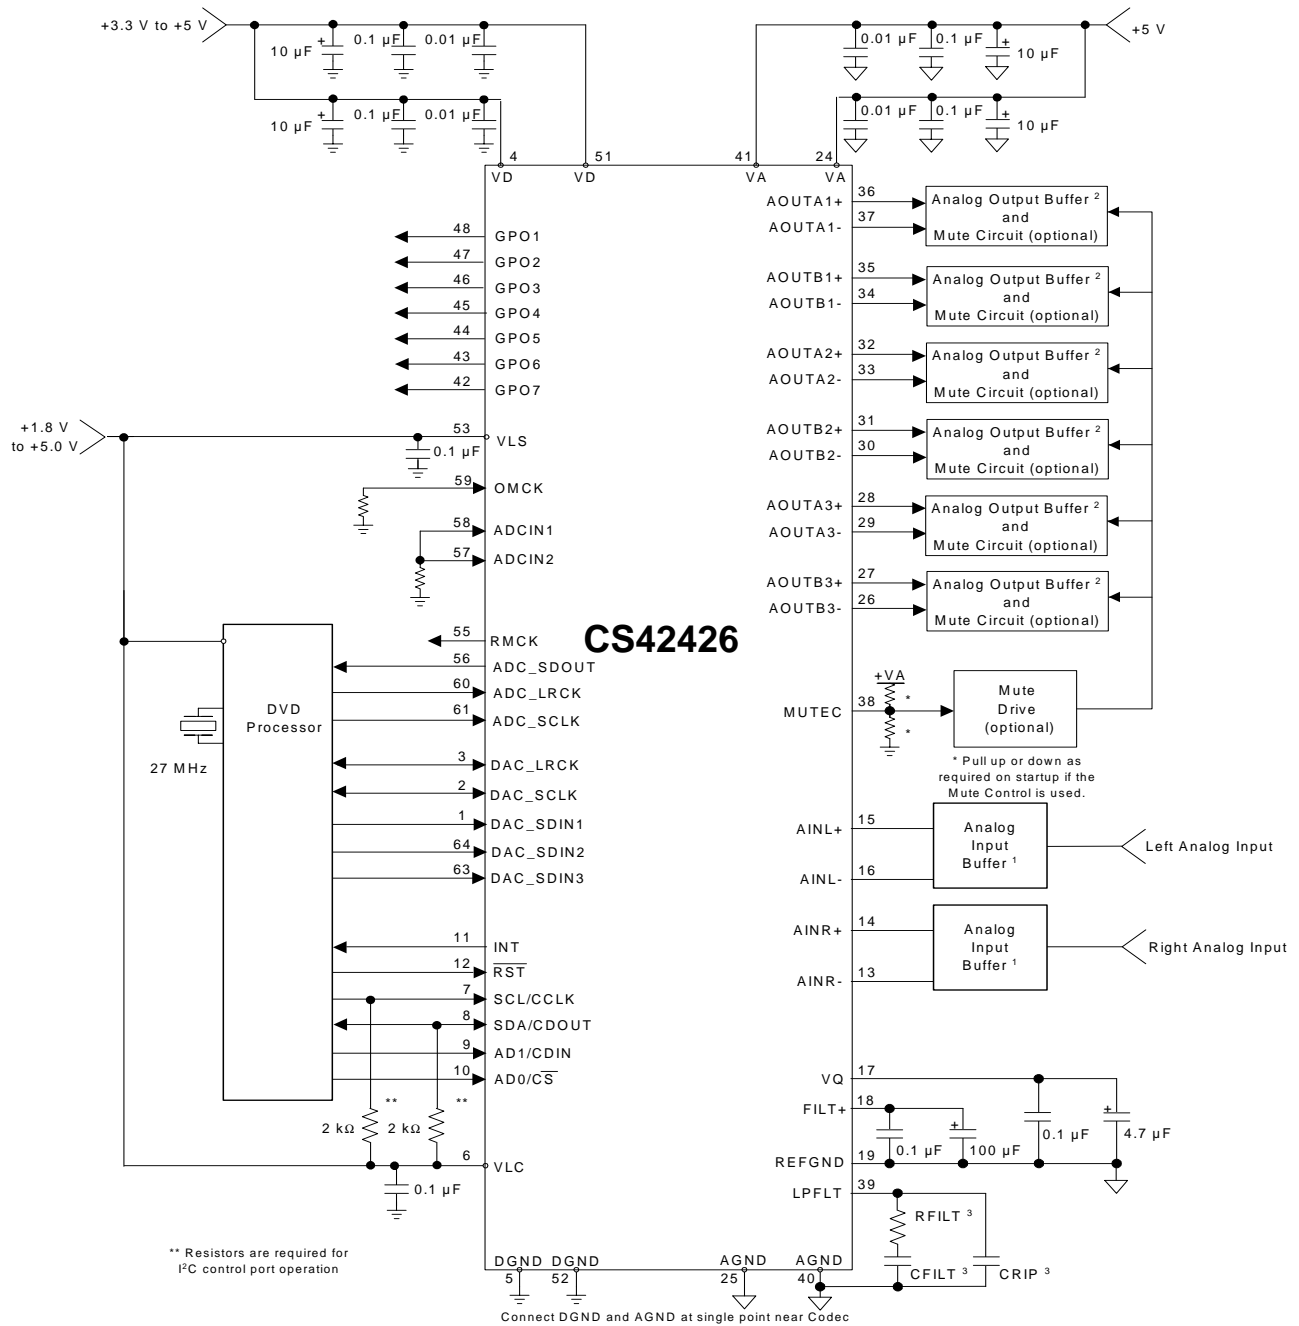 +3.3 V to +5 V
+5 V
10 µF
+
0.1 µF
0.01 µF
0.01 µF
0.1 µF
+
10 µF
10 µF
+
0.1 µF
0.01 µF
0.01 µF
0.1 µF
+
10 µF
4
51
41
24
VD
VD
VA
VA
48
GPO1
47
GPO2
46
GPO3
45
GPO4
44
GPO5
43
GPO6
42
GPO7
+1.8 V
to +5.0 V
53
VLS
0.1 µF
59
OMCK
58
ADCIN1
57
ADCIN2
CS42426
55
RMCK
56
ADC_SDOUT
60
ADC_LRCK
61
ADC_SCLK
DVD
Processor
27 MHz
3
DAC_LRCK
2
DAC_SCLK
1
DAC_SDIN1
64
DAC_SDIN2
63
DAC_SDIN3
11
INT
12
RST
7
SCL/CCLK
8
SDA/CDOUT
9
AD1/CDIN
10
AD0/CS
**
**
2 kΩ
2 kΩ
6
VLC
0.1 µF
** Resistors are required for
I²C control port operation
AOUTA1+
36
AOUTA1-
37
Analog Output Buffer ²
and
Mute Circuit (optional)
AOUTB1+
35
AOUTB1-
34
Analog Output Buffer ²
and
Mute Circuit (optional)
AOUTA2+
32
AOUTA2-
33
Analog Output Buffer ²
and
Mute Circuit (optional)
AOUTB2+
31
AOUTB2-
30
Analog Output Buffer ²
and
Mute Circuit (optional)
AOUTA3+
28
AOUTA3-
29
Analog Output Buffer ²
and
Mute Circuit (optional)
AOUTB3+
27
AOUTB3-
26
Analog Output Buffer ²
and
Mute Circuit (optional)
+VA
*
MUTEC
38
*
Mute
Drive
(optional)
* Pull up or down as
required on startup if the
Mute Control is used.
AINL+
15
AINL-
16
Analog
Input
Buffer ¹
Left Analog Input
AINR+
14
AINR-
13
Analog
Input
Buffer ¹
Right Analog Input
VQ
17
FILT+
18
0.1 µF
+
100 µF
0.1 µF
+
4.7 µF
REFGND
19
LPFLT
39
RFILT ³
CFILT ³
CRIP ³
DGND
DGND
AGND
AGND
5
52
25
40
Connect DGND and AGND at single point near Codec